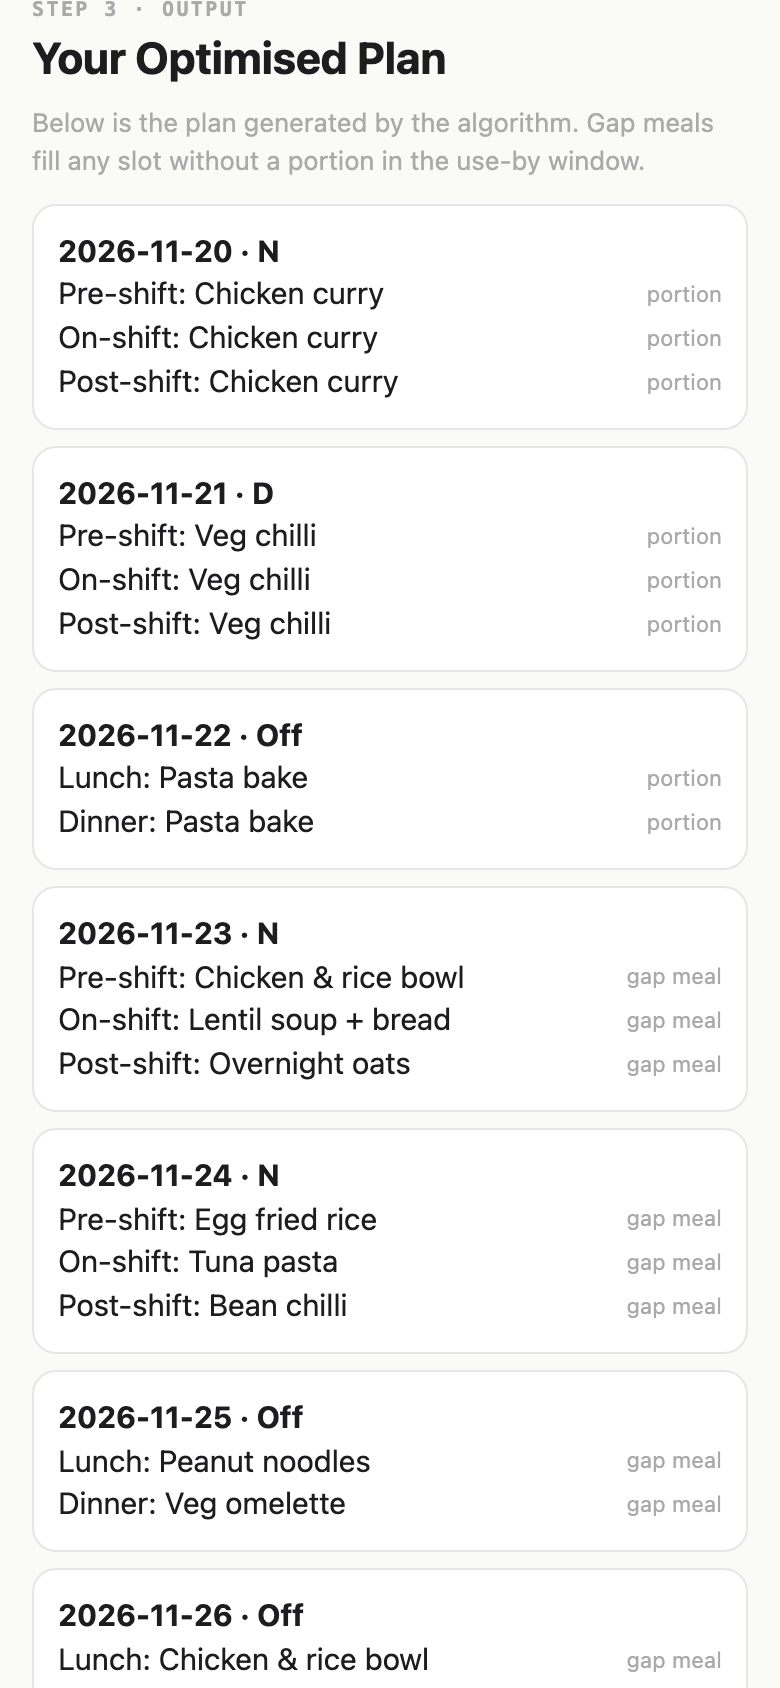 STEP 3 · OUTPUT
Your Optimised Plan
Below is the plan generated by the algorithm. Gap meals
fill any slot without a portion in the use-by window.
2026-11-20 · N
Pre-shift: Chicken curry portion
On-shift: Chicken curry portion
Post-shift: Chicken curry portion
2026-11-21 · D
Pre-shift: Veg chilli portion
On-shift: Veg chilli portion
Post-shift: Veg chilli portion
2026-11-22 · Off
Lunch: Pasta bake portion
Dinner: Pasta bake portion
2026-11-23 · N
Pre-shift: Chicken & rice bowl gap meal
On-shift: Lentil soup + bread gap meal
Post-shift: Overnight oats gap meal
2026-11-24 · N
Pre-shift: Egg fried rice gap meal
On-shift: Tuna pasta gap meal
Post-shift: Bean chilli gap meal
2026-11-25 · Off
Lunch: Peanut noodles gap meal
Dinner: Veg omelette gap meal
2026-11-26 · Off
Lunch: Chicken & rice bowl gap meal